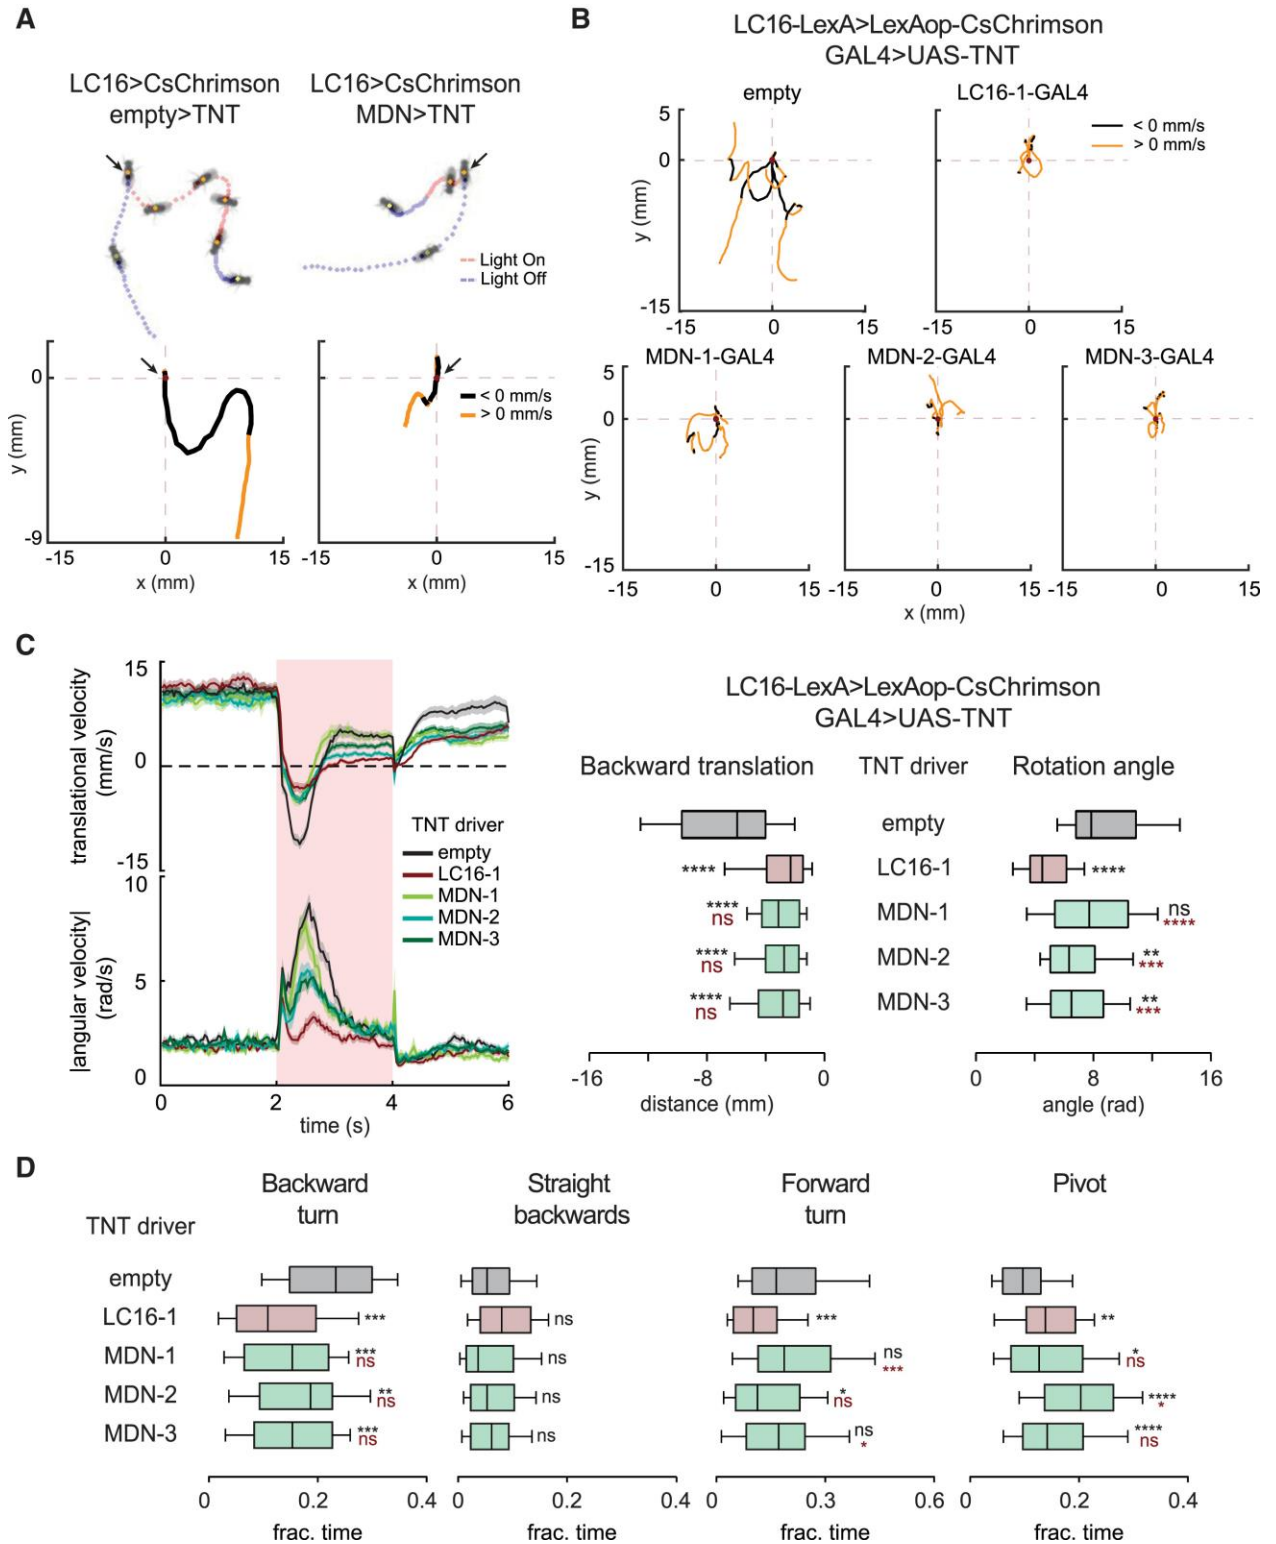 A
LC16>CsChrimson
empty>TNT
LC16>CsChrimson
MDN>TNT
Light On
Light Off
0
-9
y (mm)
-15 0 15
x (mm)
< 0 mm/s
> 0 mm/s
-15 0 15
x (mm)
B
LC16-LexA>LexAop-CsChrimson
GAL4>UAS-TNT
empty
LC16-1-GAL4
5
0
-15
y (mm)
-15 0 15
< 0 mm/s
> 0 mm/s
-15 0 15
MDN-1-GAL4
MDN-2-GAL4
MDN-3-GAL4
5
0
-15
y (mm)
-15 0 15
-15 0 15
-15 0 15
x (mm)
C
15
0
-15
translational velocity
(mm/s)
TNT driver
empty
LC16-1
MDN-1
MDN-2
MDN-3
10
5
0
|angular velocity|
(rad/s)
0 2 4 6
time (s)
LC16-LexA>LexAop-CsChrimson
GAL4>UAS-TNT
Backward translation TNT driver Rotation angle
empty
**** LC16-1 ****
**** MDN-1 ns
ns ****
**** MDN-2 **
ns ***
**** MDN-3 **
ns ***
-16 -8 0
distance (mm)
0 8 16
angle (rad)
D
TNT driver
Backward
turn
Straight
backwards
Forward
turn
Pivot
empty
LC16-1 *** ns *** **
MDN-1 *** ns ns *
ns *** ns
MDN-2 ** ns * ****
ns ns *
MDN-3 *** ns ns ****
ns * ns
0 0.2 0.4
frac. time
0 0.2 0.4
frac. time
0 0.3 0.6
frac. time
0 0.2 0.4
frac. time